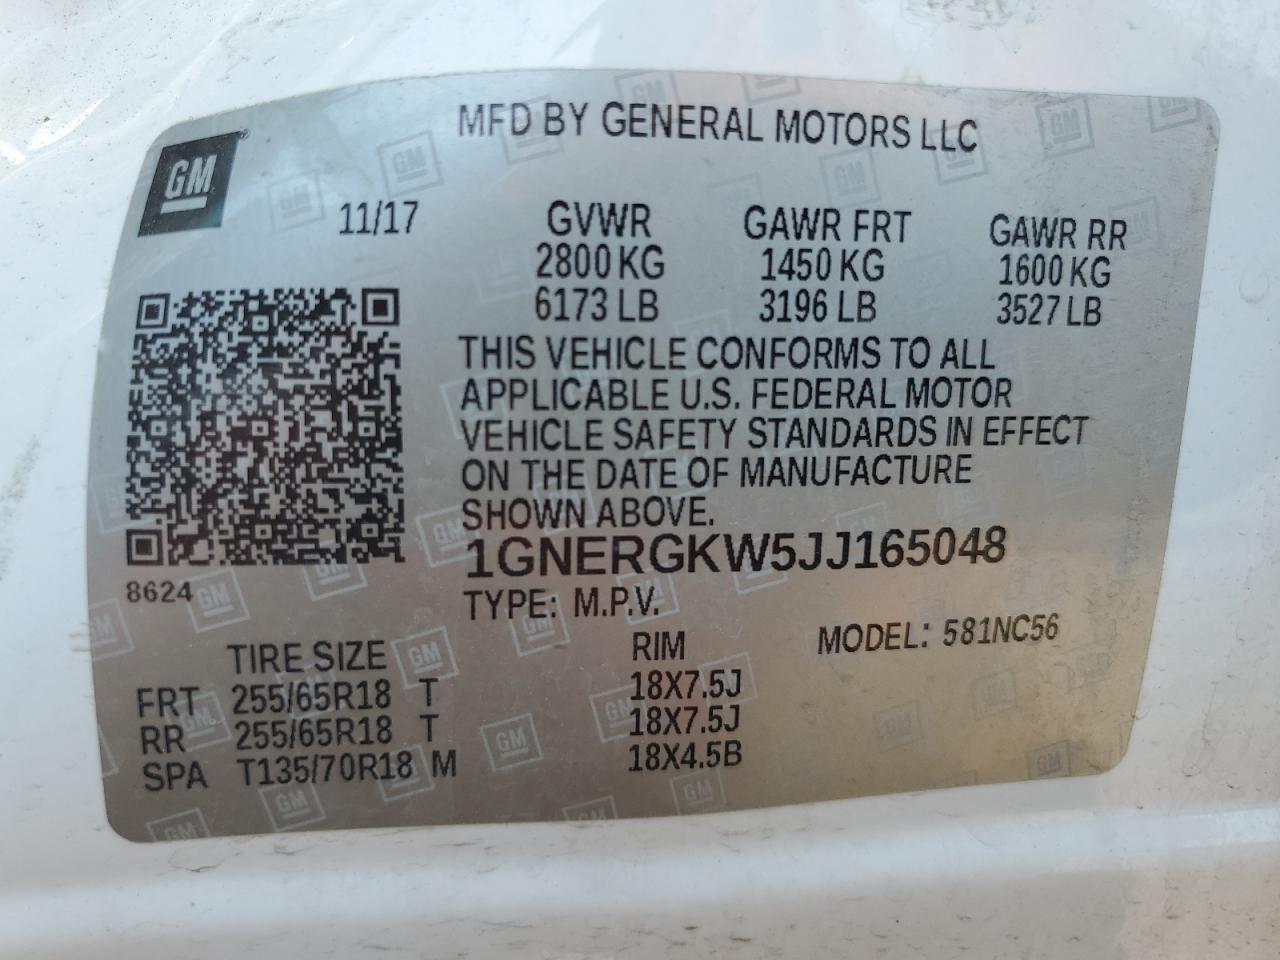 MFD BY GENERAL MOTORS LLC
GM
11/17 GVWR GAWR FRT GAWR RR
2800 KG 1450 KG 1600 KG
6173 LB 3196 LB 3527 LB
THIS VEHICLE CONFORMS TO ALL
APPLICABLE U.S. FEDERAL MOTOR
VEHICLE SAFETY STANDARDS IN EFFECT
ON THE DATE OF MANUFACTURE
SHOWN ABOVE.
1GNERGKW5JJ165048
8624
TYPE: M.P.V.
TIRE SIZE RIM MODEL: 581NC56
FRT 255/65R18 T 18X7.5J
RR 255/65R18 T 18X7.5J
SPA T135/70R18 M 18X4.5B